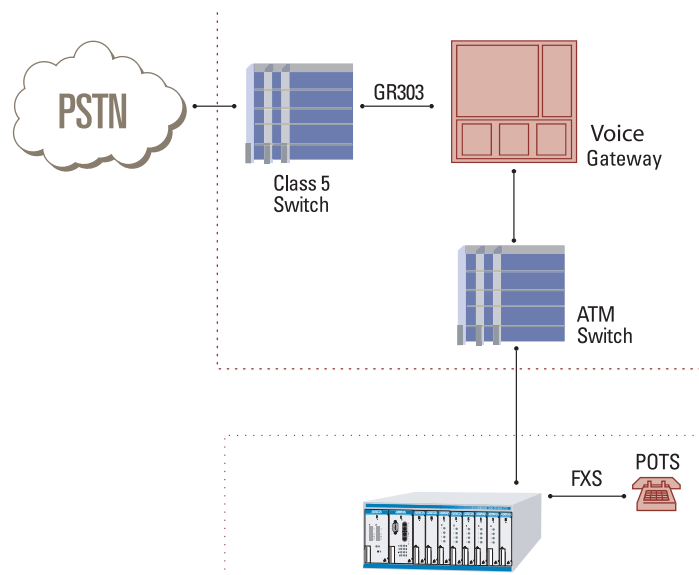 PSTN
GR303
Class 5
Switch
Voice
Gateway
ATM
Switch
FXS
POTS